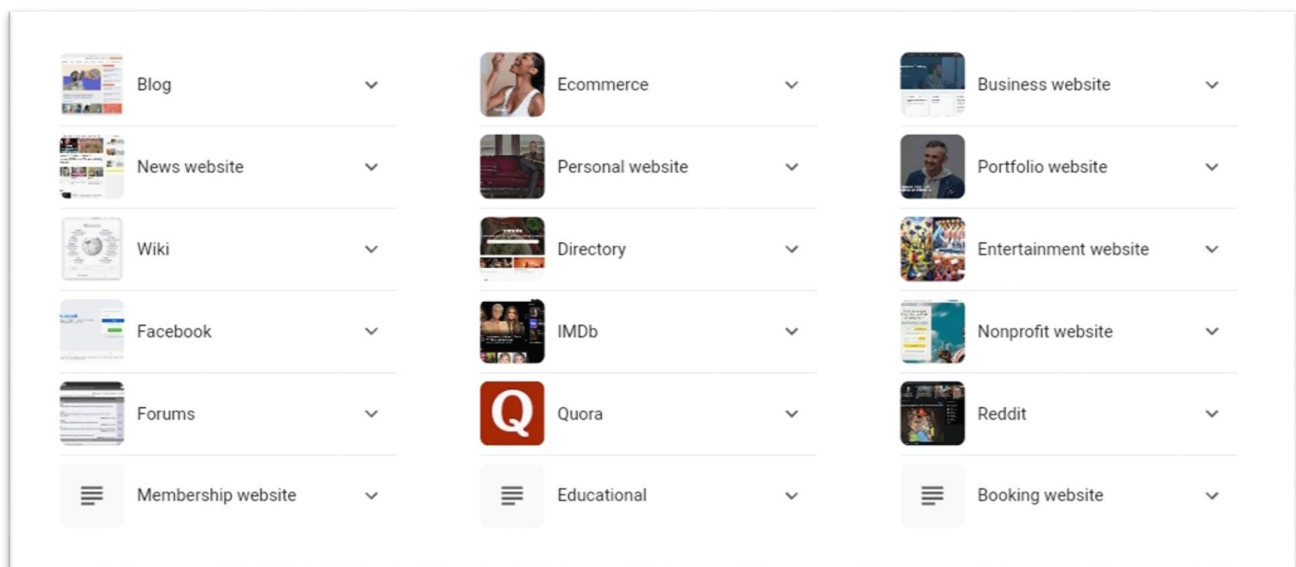 Blog
Ecommerce
Business website
News website
Personal website
Portfolio website
Wiki
Directory
Entertainment website
Facebook
IMDb
Nonprofit website
Forums
Q
Quora
Reddit
Membership website
Educational
Booking website